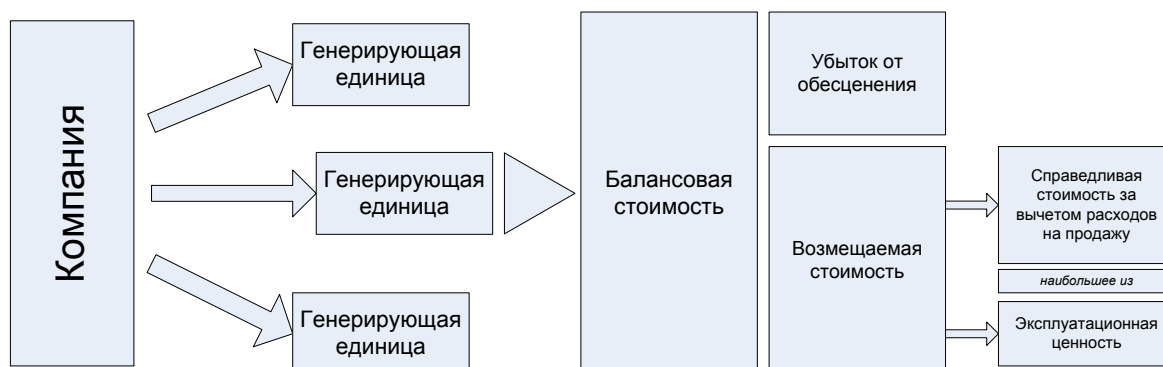 Компания
Генерирующая
единица
Генерирующая
единица
Генерирующая
единица
Балансовая
стоимость
Убыток от
обесценения
Возмещаемая
стоимость
Справедливая
стоимость за
вычетом расходов
на продажу
наибольшее из
Эксплуатационная
ценность